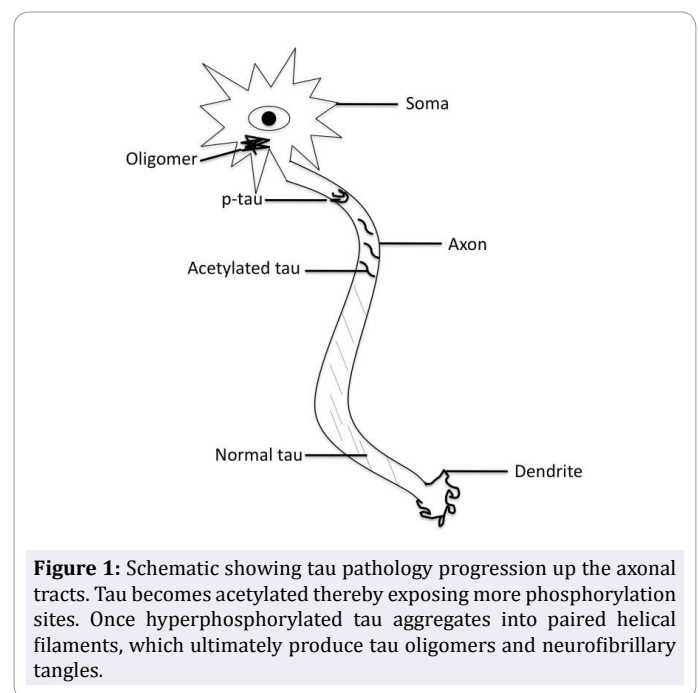 Soma
Oligomer
p-tau
Axon
Acetylated tau
Normal tau
Dendrite
Figure 1: Schematic showing tau pathology progression up the axonal
tracts. Tau becomes acetylated thereby exposing more phosphorylation
sites. Once hyperphosphorylated tau aggregates into paired helical
filaments, which ultimately produce tau oligomers and neurofibrillary
tangles.